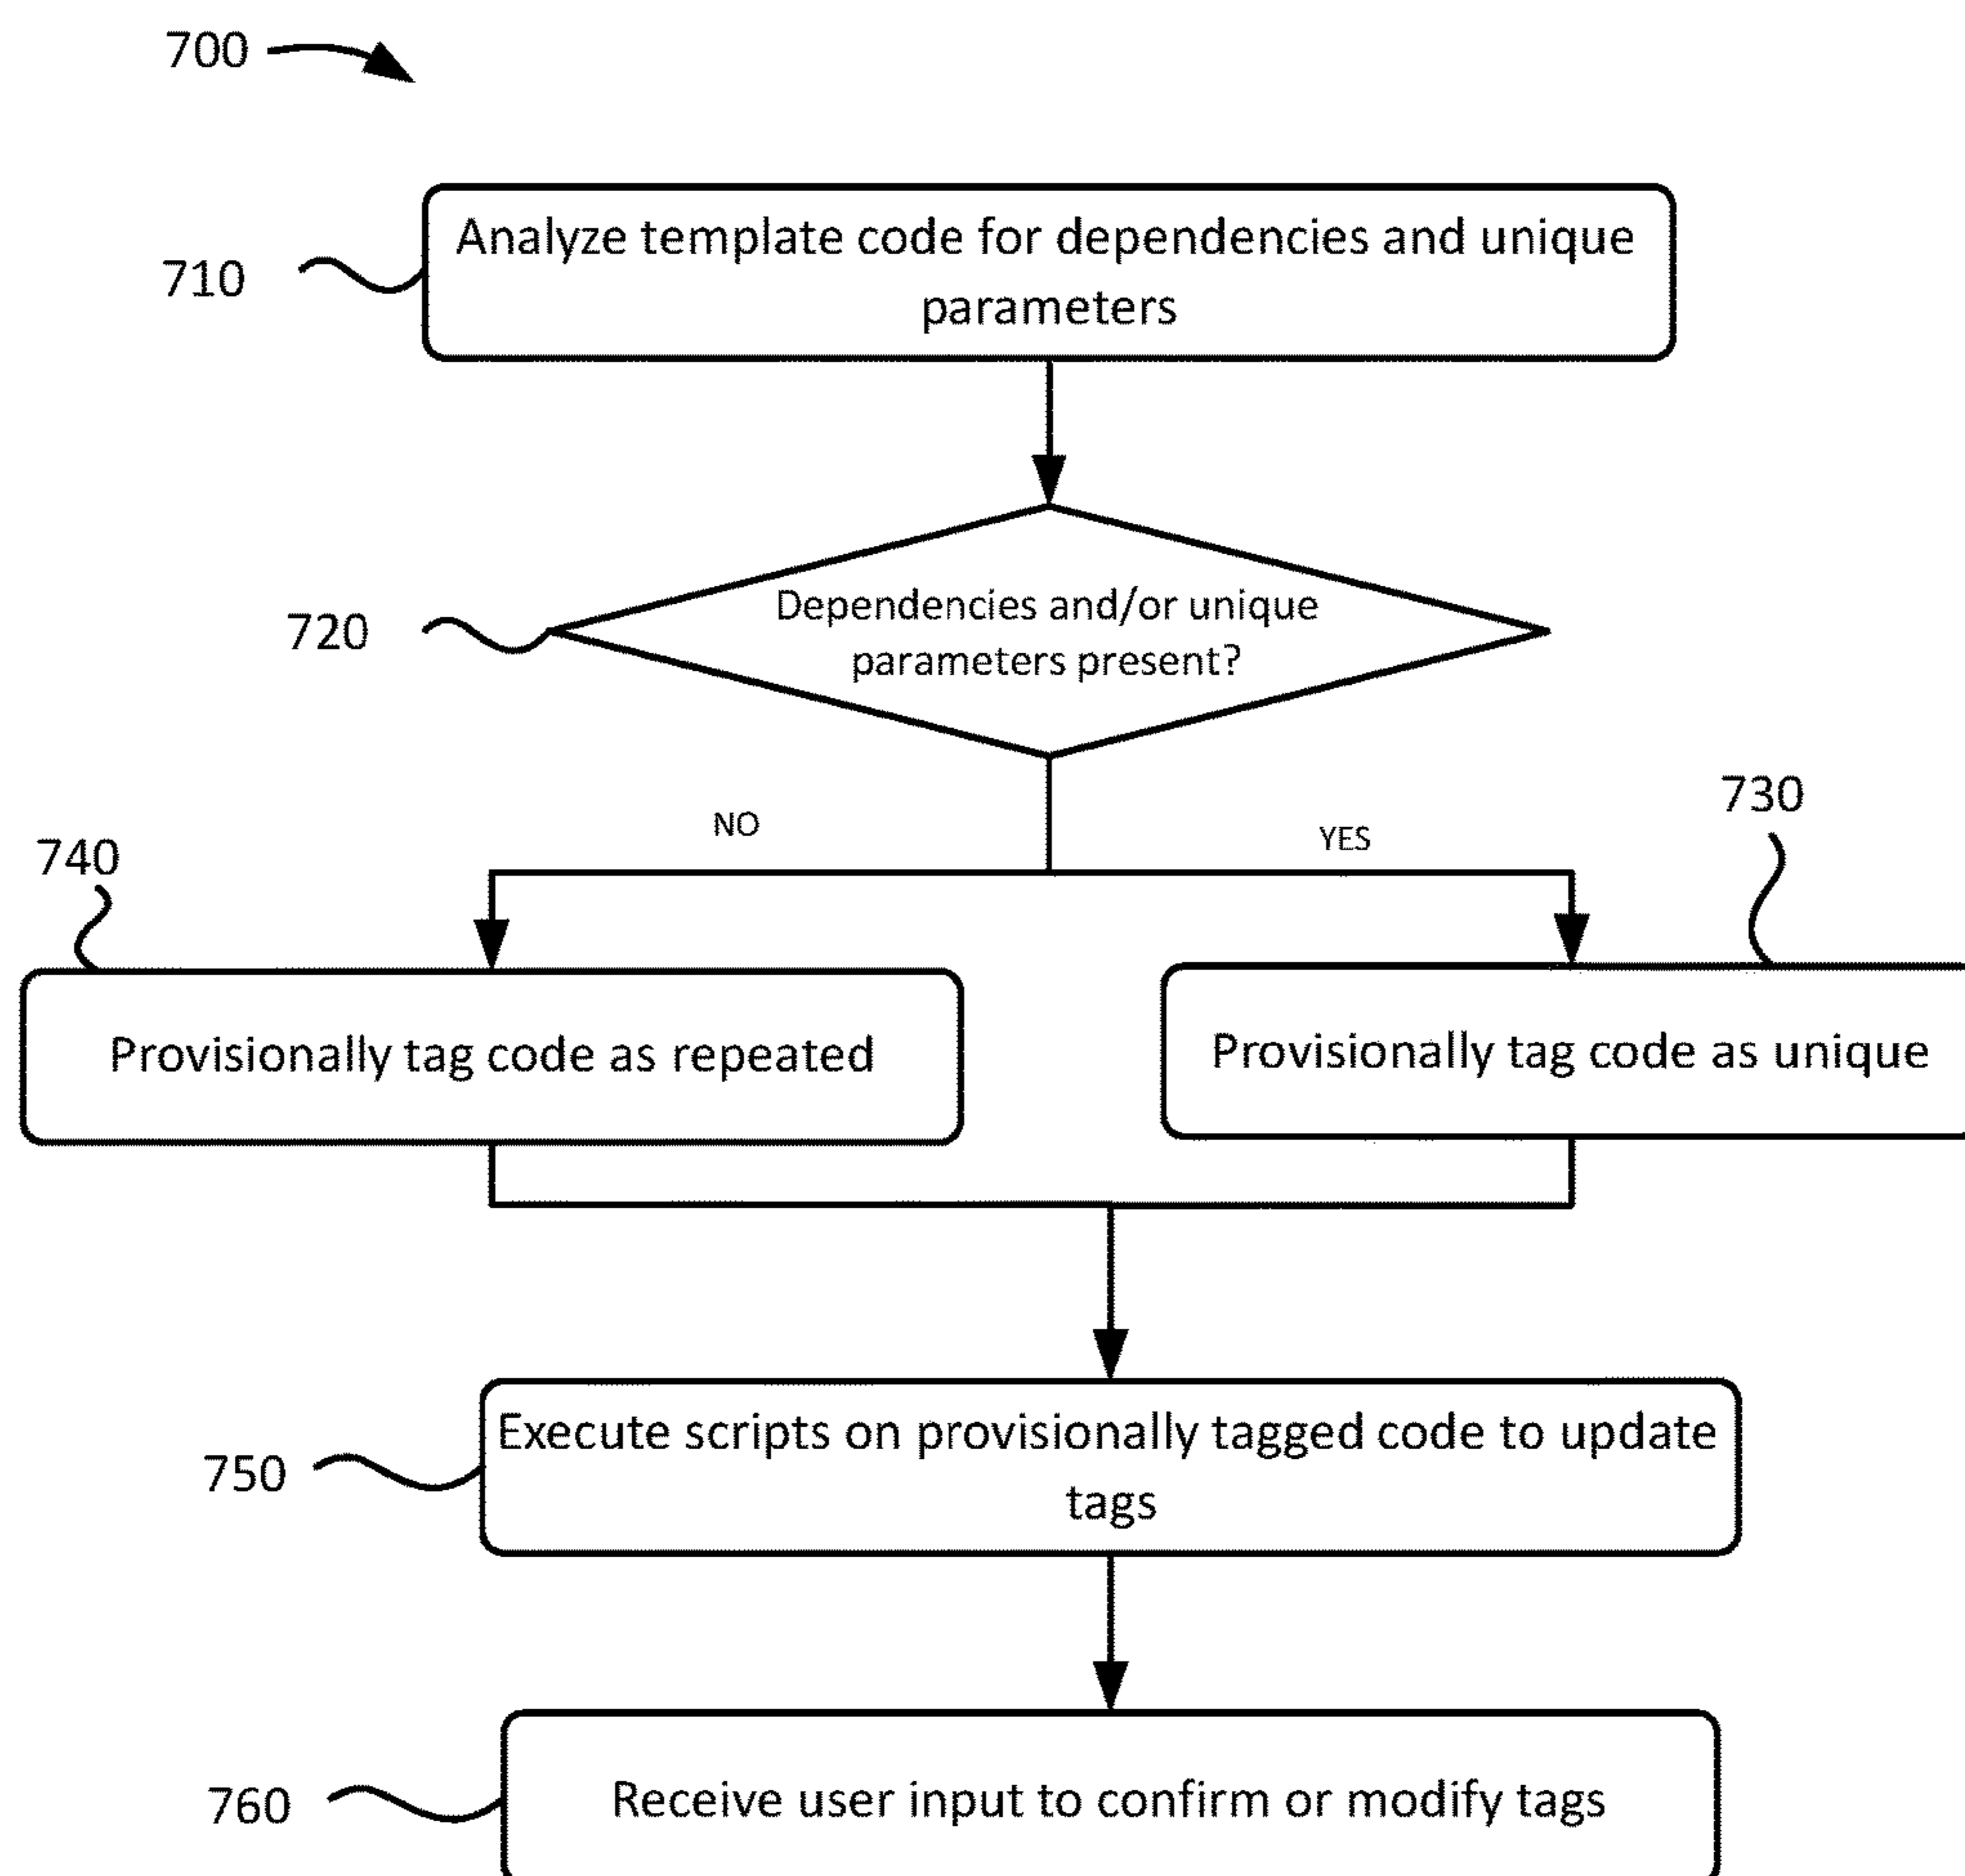 700
710
Analyze template code for dependencies and unique
parameters
720
Dependencies and/or unique
parameters present?
NO
YES
730
740
Provisionally tag code as repeated
Provisionally tag code as unique
750
Execute scripts on provisionally tagged code to update
tags
760
Receive user input to confirm or modify tags